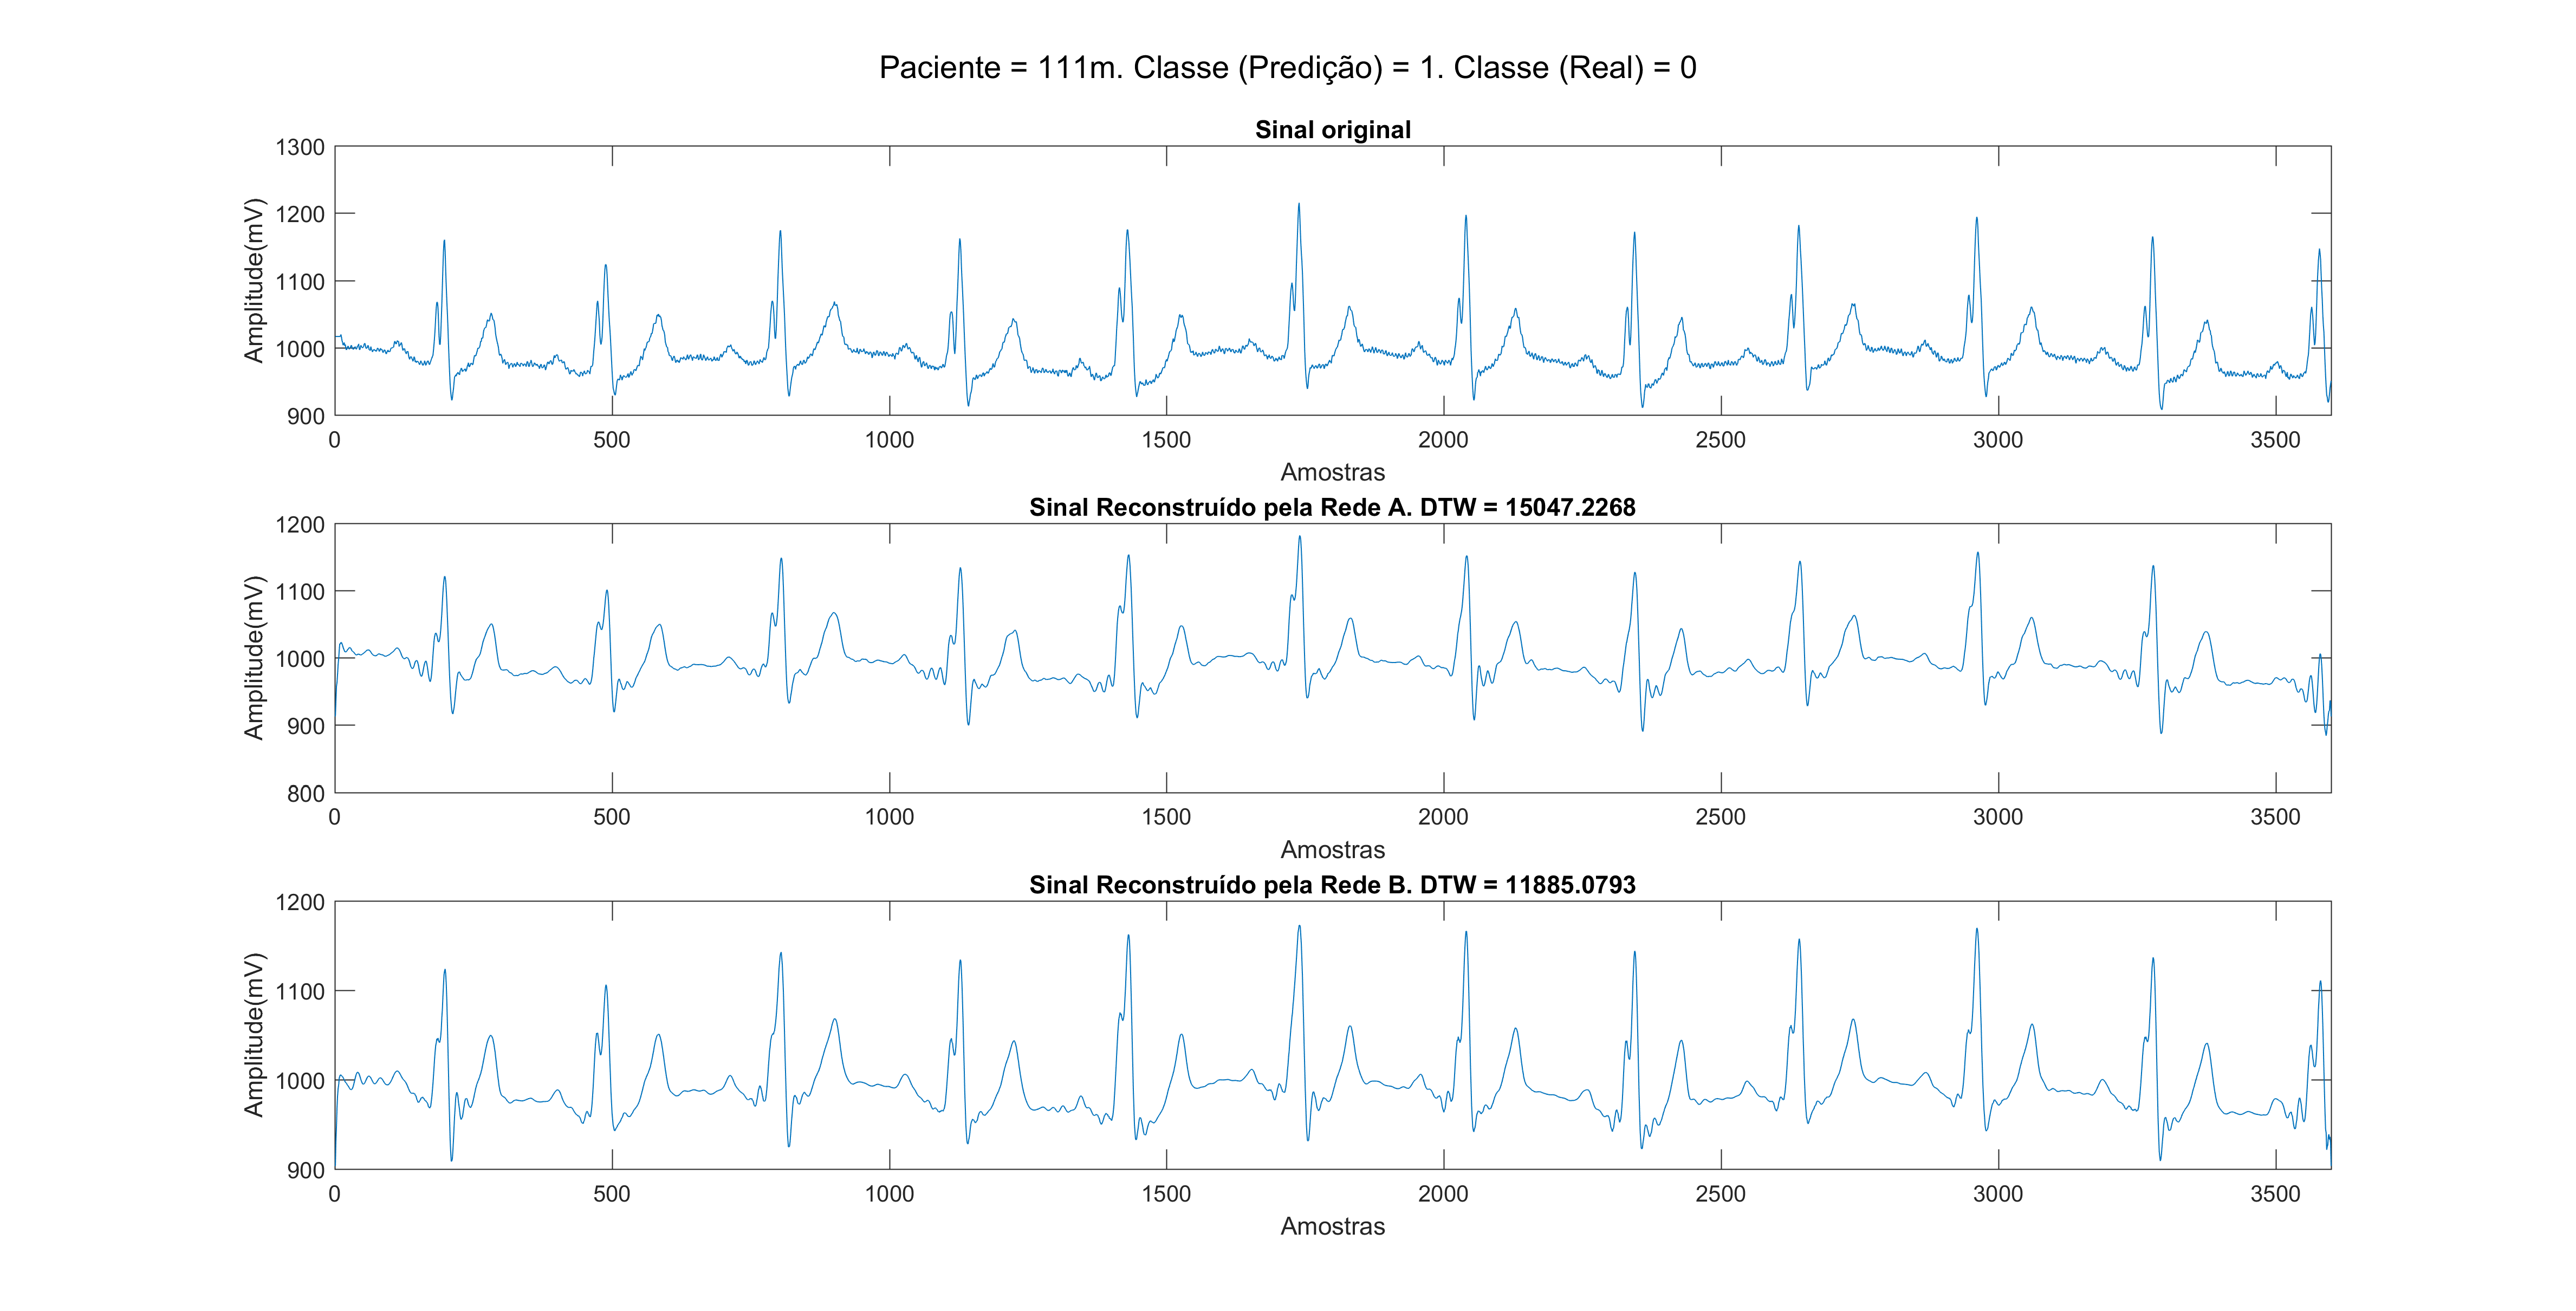 Paciente = 111m. Classe (Predição) = 1. Classe (Real) = 0
Sinal original
1300
1200
1100
1000
900
Amplitude(mV)
0 500 1000 1500 2000 2500 3000 3500
Amostras
Sinal Reconstruído pela Rede A. DTW = 15047.2268
1200
1100
1000
900
800
Amplitude(mV)
0 500 1000 1500 2000 2500 3000 3500
Amostras
Sinal Reconstruído pela Rede B. DTW = 11885.0793
1200
1100
1000
900
Amplitude(mV)
0 500 1000 1500 2000 2500 3000 3500
Amostras